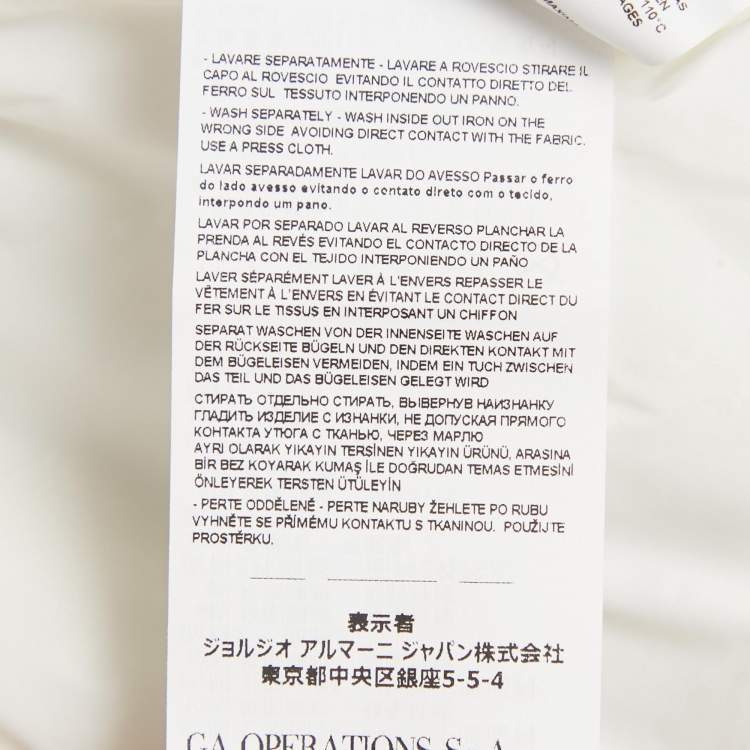 AS
EN
110°C
AGES
- LAVARE SEPARATAMENTE - LAVARE A ROVESCIO STIRARE IL
CAPO AL ROVESCIO EVITANDO IL CONTATTO DIRETTO DEL
FERRO SUL TESSUTO INTERPONENDO UN PANNO.
- WASH SEPARATELY - WASH INSIDE OUT IRON ON THE
WRONG SIDE AVOIDING DIRECT CONTACT WITH THE FABRIC.
USE A PRESS CLOTH.
LAVAR SEPARADAMENTE LAVAR DO AVESSO Passar o ferro
do lado avesso evitando o contato direto com o tecido,
interpondo um pano.
LAVAR POR SEPARADO LAVAR AL REVERSO PLANCHAR LA
PRENDA AL REVÉS EVITANDO EL CONTACTO DIRECTO DE LA
PLANCHA CON EL TEJIDO INTERPONIENDO UN PAÑO
LAVER SÉPARÉMENT LAVER À L'ENVERS REPASSER LE
VÊTEMENT À L'ENVERS EN ÉVITANT LE CONTACT DIRECT DU
FER SUR LE TISSUS EN INTERPOSANT UN CHIFFON
SEPARAT WASCHEN VON DER INNENSEITE WASCHEN AUF
DER RÜCKSEITE BÜGELN UND DEN DIREKTEN KONTAKT MIT
DEM BÜGELEISEN VERMEIDEN, INDEM EIN TUCH ZWISCHEN
DAS TEIL UND DAS BÜGELEISEN GELEGT WIRD
СТИРАТЬ ОТДЕЛЬНО СТИРАТЬ, ВЫВЕРНУВ НАИЗНАНКУ
ГЛАДИТЬ ИЗДЕЛИЕ С ИЗНАНКИ, НЕ ДОПУСКАЯ ПРЯМОГО
КОНТАКТА УТЮГА С ТКАНЬЮ, ЧЕРЕЗ МАРЛЮ
AYRI OLARAK YIKAYIN TERSİNEN YIKAYIN ÜRÜNÜ, ARASINA
BİR BEZ KOYARAK KUMAŞ İLE DOĞRUDAN TEMAS ETMESİNİ
ÖNLEYEREK TERSTEN ÜTÜLEYİN
- PERTE ODDĚLENĚ - PERTE NARUBY ŽEHLETE PO RUBU
VYHNĚTE SE PŘÍMÉMU KONTAKTU S TKANINOU. POUŽIJTE
PROSTĚRKU.
表示者
ジョルジオ アルマーニ ジャパン株式会社
東京都中央区銀座5-5-4
GA OPERATIONS S.p.A.